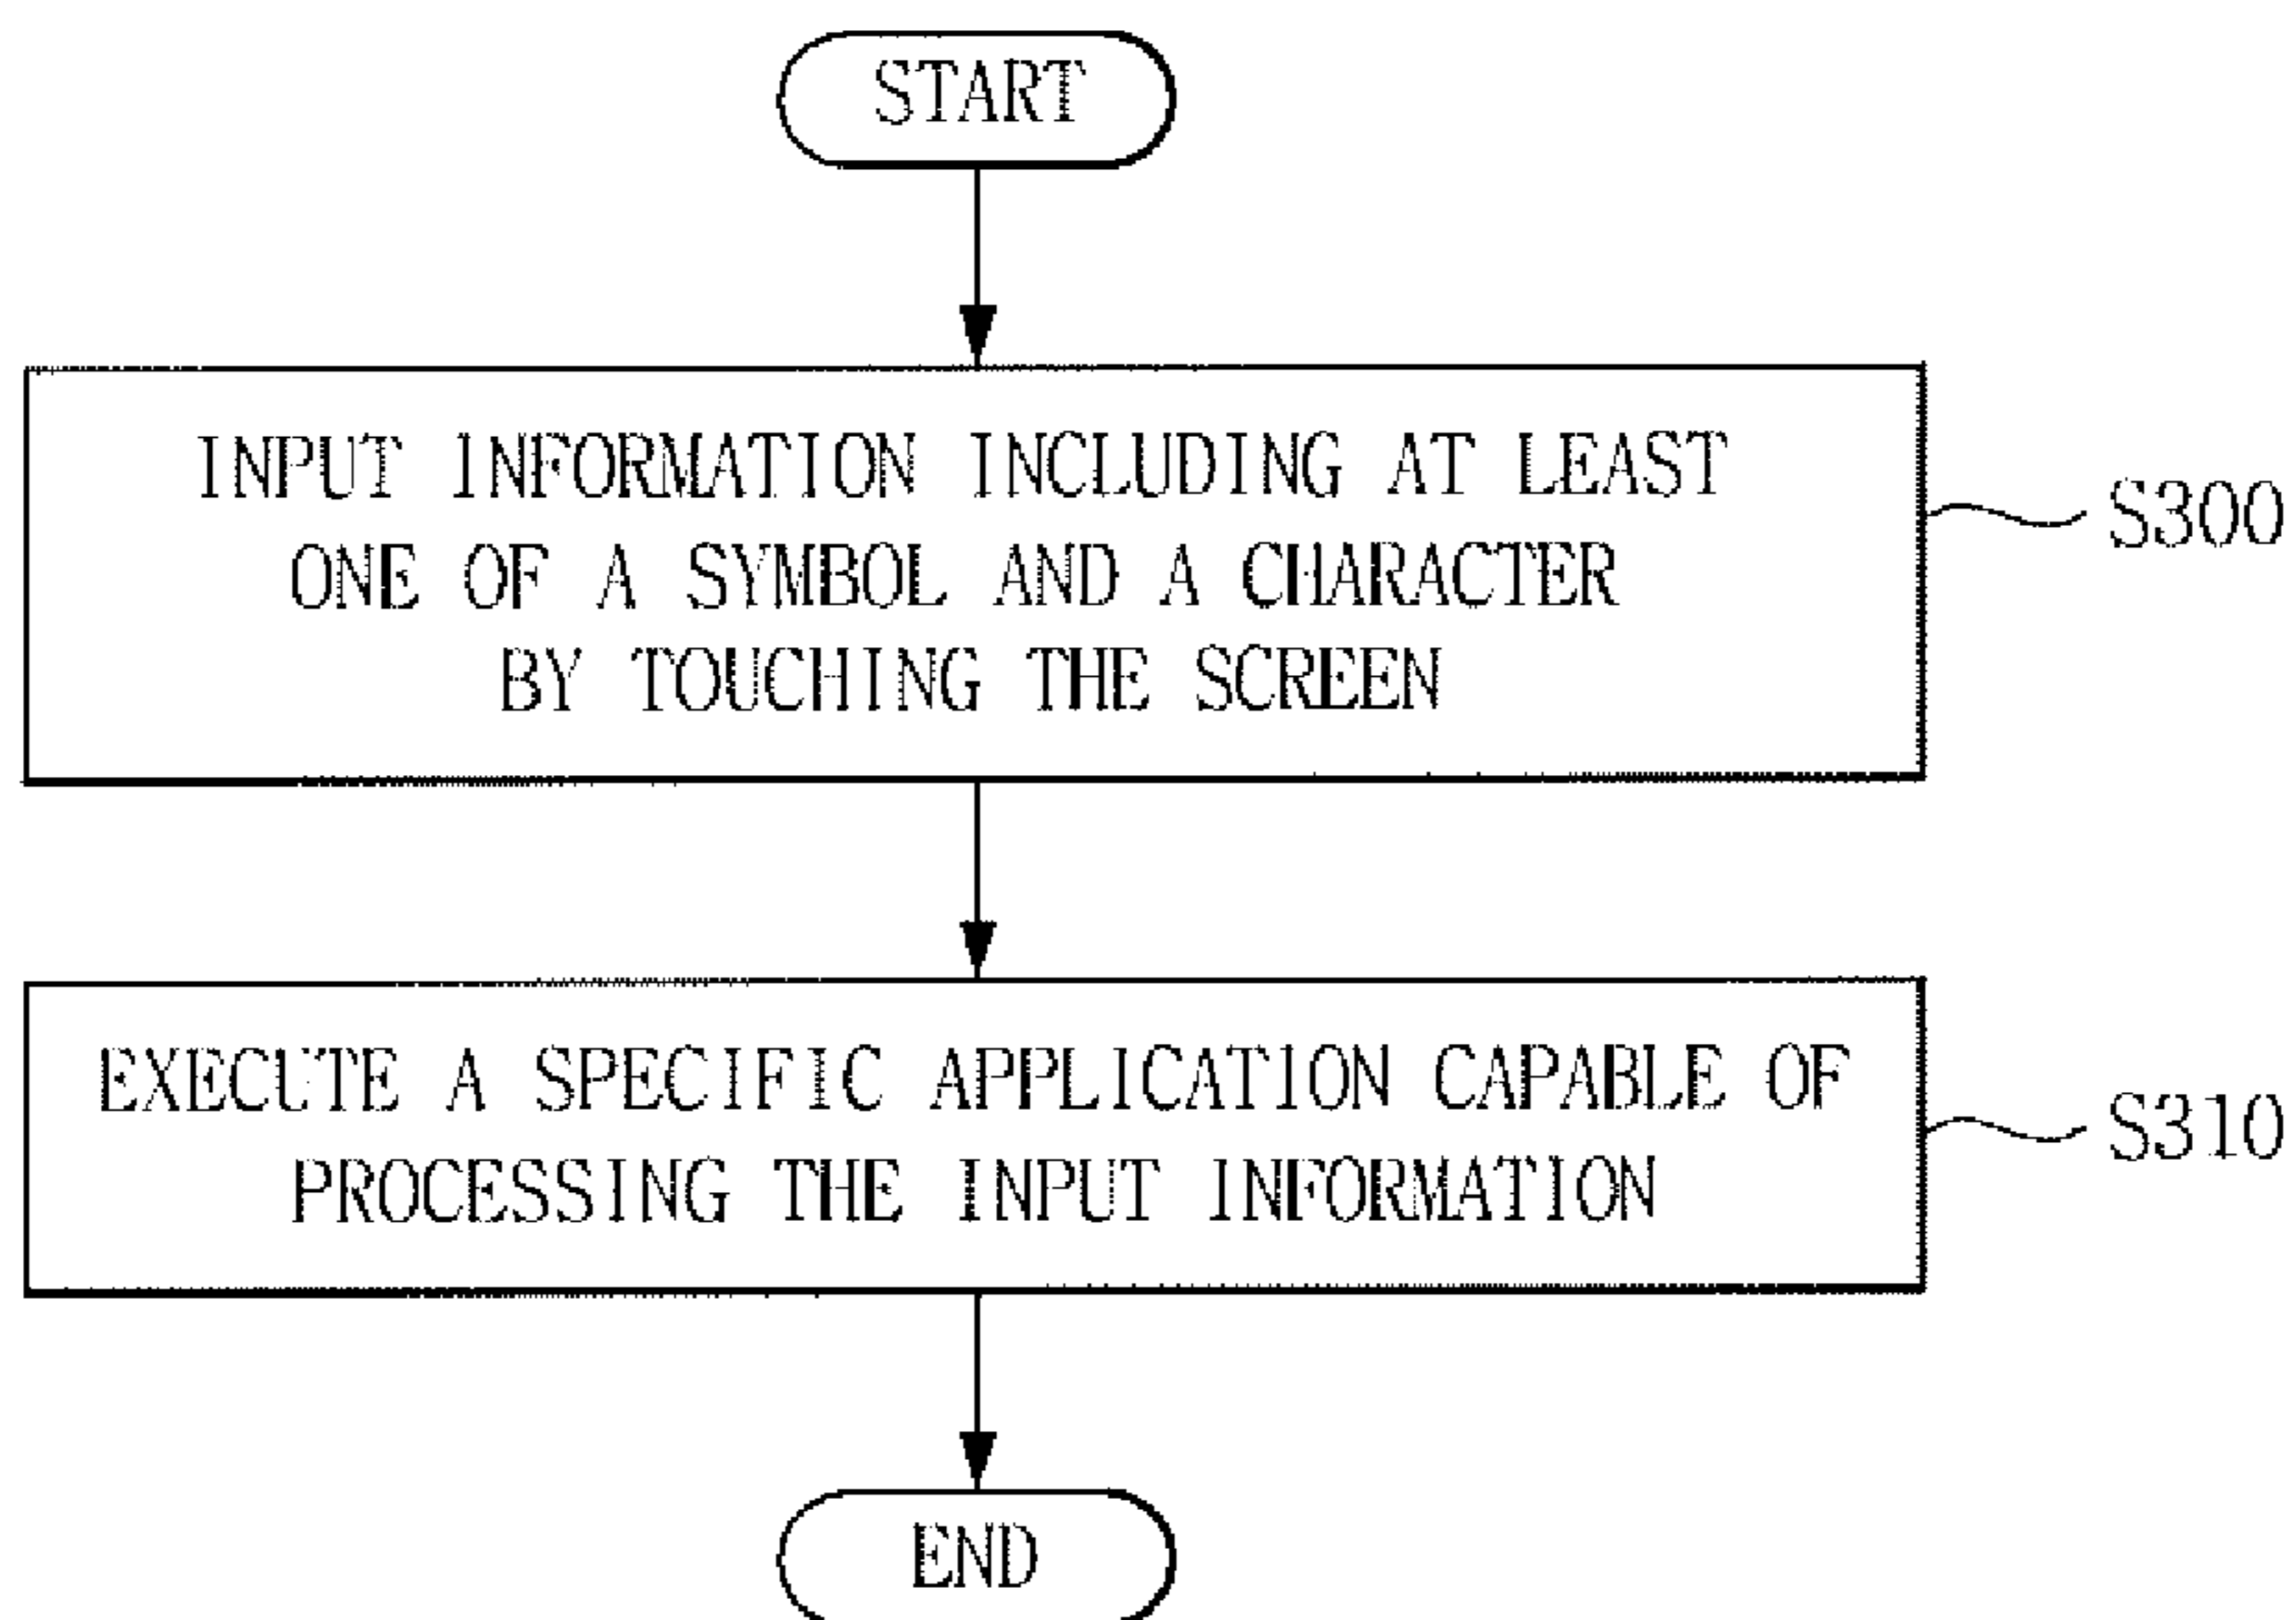 START
INPUT INFORMATION INCLUDING AT LEAST
ONE OF A SYMBOL AND A CHARACTER
BY TOUCHING THE SCREEN
S300
EXECUTE A SPECIFIC APPLICATION CAPABLE OF
PROCESSING THE INPUT INFORMATION
S310
END